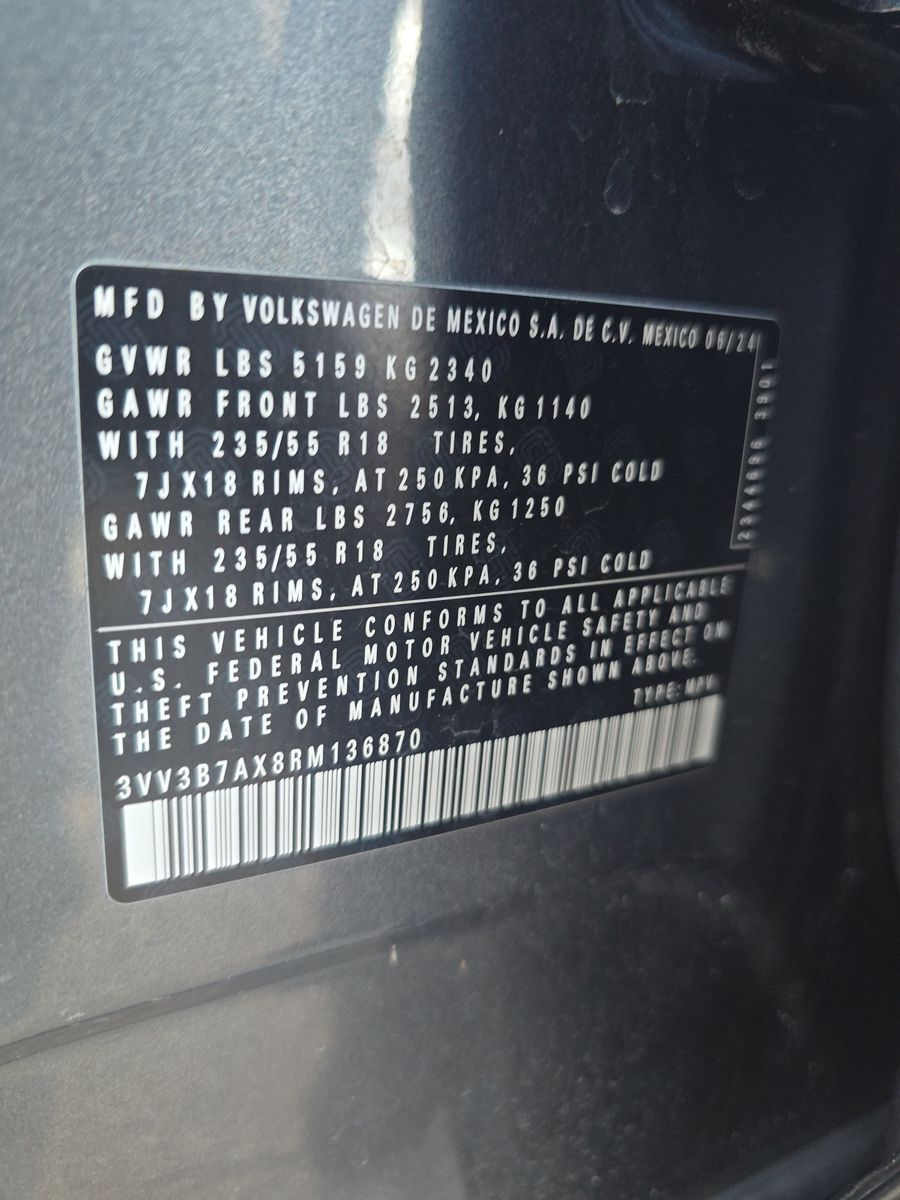 MFD BY VOLKSWAGEN DE MEXICO S.A. DE C.V. MEXICO 06/24
GVWR LBS 5159 KG 2340
GAWR FRONT LBS 2513, KG 1140
WITH 235/55 R18 TIRES,
7JX18 RIMS, AT 250 KPA, 36 PSI COLD
GAWR REAR LBS 2756, KG 1250
WITH 235/55 R18 TIRES,
7JX18 RIMS, AT 250 KPA, 36 PSI COLD
THIS VEHICLE CONFORMS TO ALL APPLICABLE
U.S. FEDERAL MOTOR VEHICLE SAFETY AND
THEFT PREVENTION STANDARDS IN EFFECT ON
THE DATE OF MANUFACTURE SHOWN ABOVE.
TYPE: MPV
3VV3B7AX8RM136870